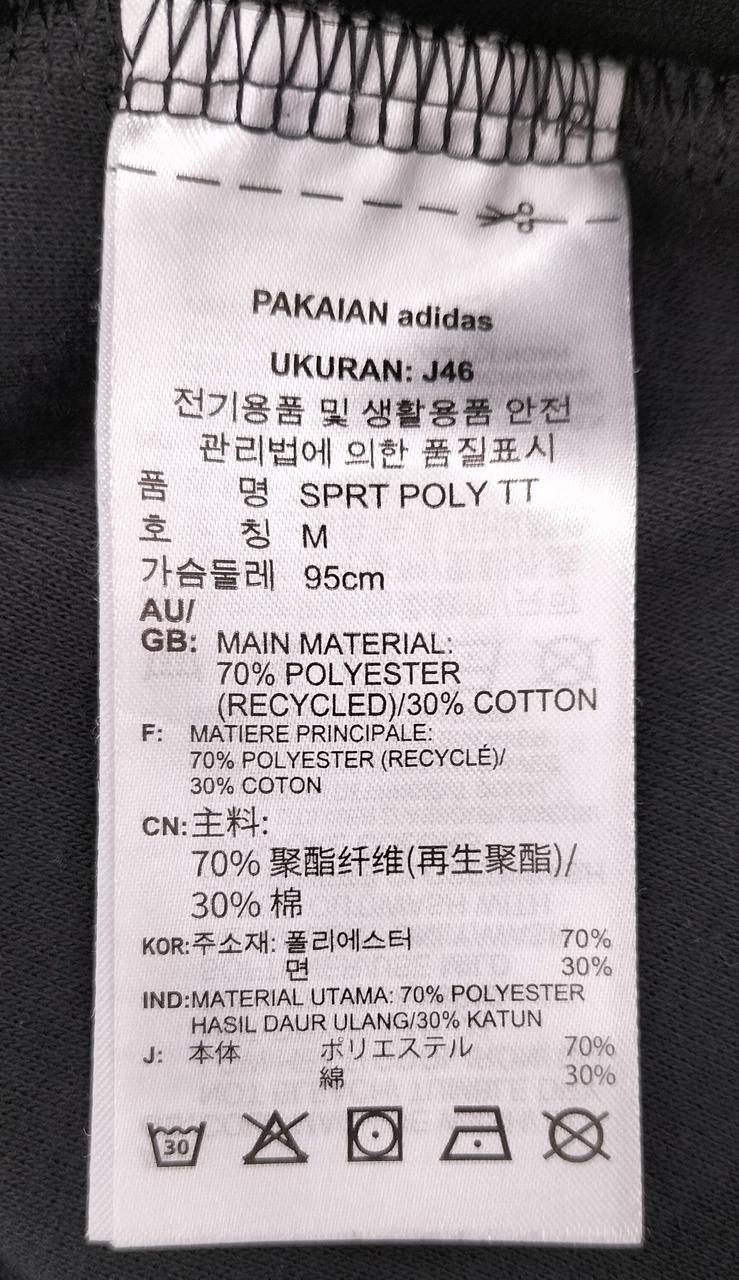 PAKAIAN adidas
UKURAN: J46
전기용품 및 생활용품 안전
관리법에 의한 품질표시
품 명 SPRT POLY TT
호 칭 M
가슴둘레 95cm
AU/
GB: MAIN MATERIAL:
70% POLYESTER
(RECYCLED)/30% COTTON
F: MATIERE PRINCIPALE:
70% POLYESTER (RECYCLÉ)/
30% COTON
CN: 主料:
70% 聚酯纤维(再生聚酯)/
30% 棉
KOR:주소재: 폴리에스터 70%
면 30%
IND:MATERIAL UTAMA: 70% POLYESTER
HASIL DAUR ULANG/30% KATUN
J: 本体 ポリエステル 70%
綿 30%
30